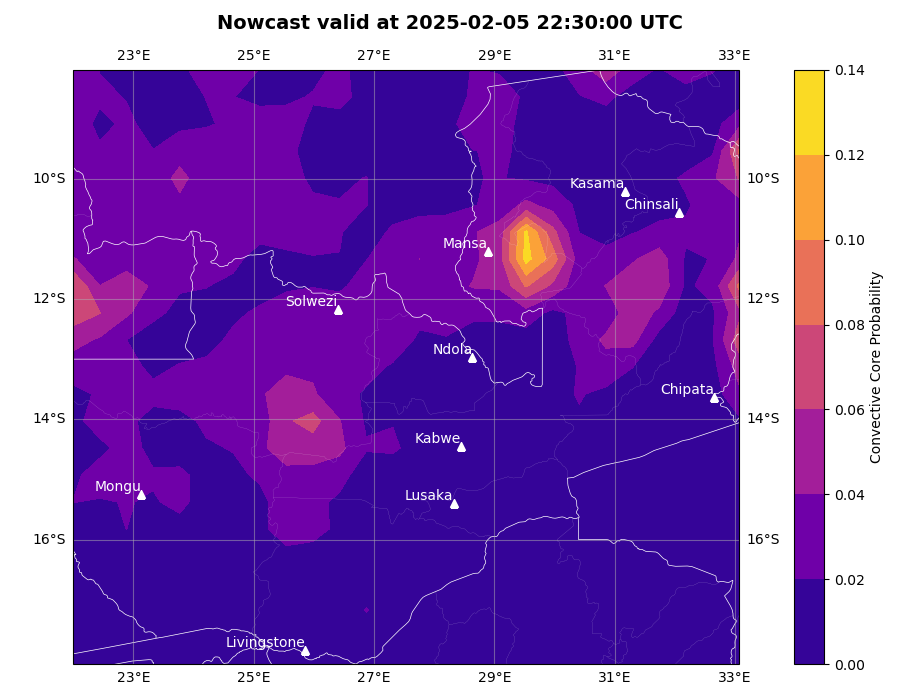 Nowcast valid at 2025-02-05 22:30:00 UTC
23°E 25°E 27°E 29°E 31°E 33°E
0.14
0.12
10°S Kasama 10°S
Chinsali
0.10
Mansa
12°S Solwezi 12°S
0.08
Ndola
Chipata
0.06
14°S 14°S
Kabwe
Mongu
Lusaka
0.04
16°S 16°S
0.02
Livingstone
0.00
23°E 25°E 27°E 29°E 31°E 33°E
Convective Core Probability